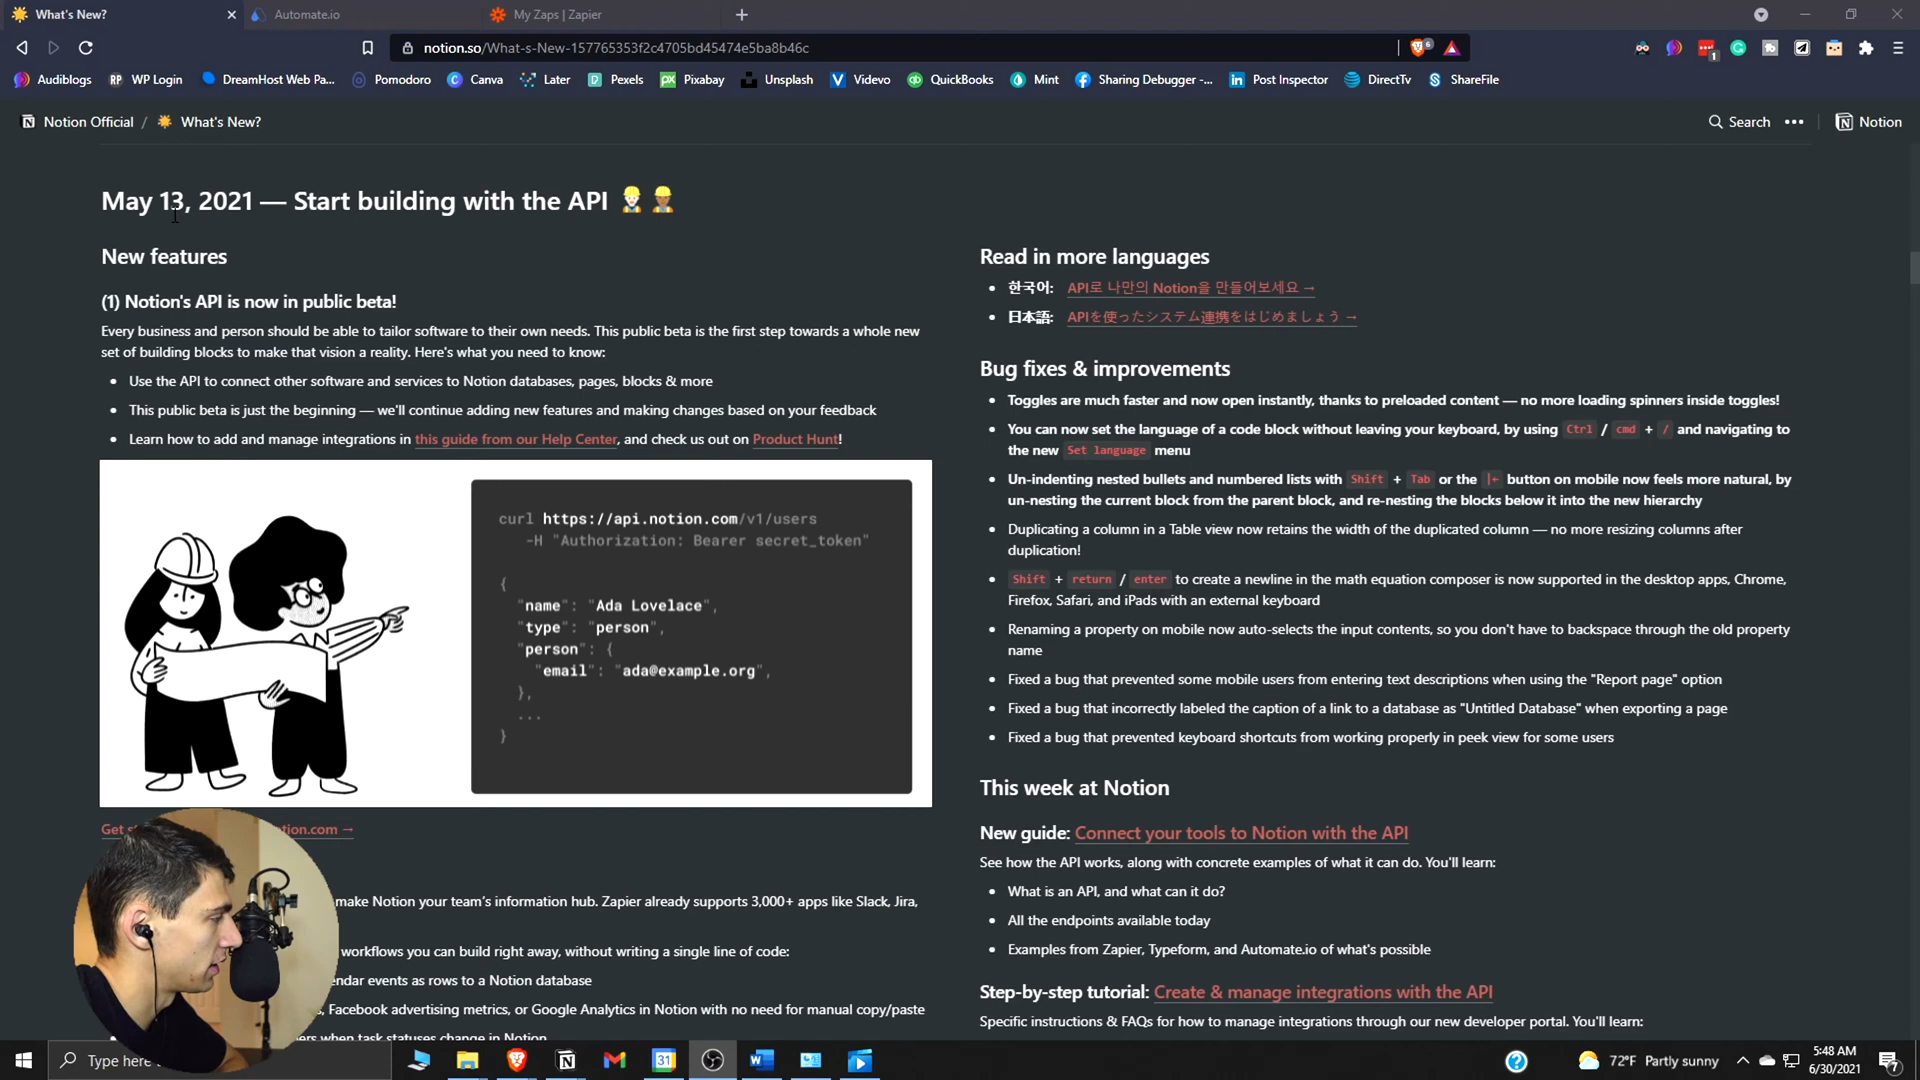 What's New?
Automate.io
My Zaps | Zapier
notion.so/What-s-New-157765353f2c4705bd45474e5ba8b46c
Audiblogs
WP Login
DreamHost Web Pa...
Pomodoro
Canva
Later
Pexels
Pixabay
Unsplash
Videvo
QuickBooks
Mint
Sharing Debugger -...
Post Inspector
DirectTv
ShareFile
Notion Official / What's New?
Search
Notion
May 13, 2021 — Start building with the API
New features
(1) Notion's API is now in public beta!
Every business and person should be able to tailor software to their own needs. This public beta is the first step towards a whole new
set of building blocks to make that vision a reality. Here's what you need to know:
• Use the API to connect other software and services to Notion databases, pages, blocks & more
• This public beta is just the beginning — we'll continue adding new features and making changes based on your feedback
• Learn how to add and manage integrations in this guide from our Help Center, and check us out on Product Hunt!
curl https://api.notion.com/v1/users
-H "Authorization: Bearer secret_token"
{
"name": "Ada Lovelace",
"type": "person",
"person": {
"email": "ada@example.org",
},
...
}
Get
tion.com →
make Notion your team's information hub. Zapier already supports 3,000+ apps like Slack, Jira,
workflows you can build right away, without writing a single line of code:
endar events as rows to a Notion database
, Facebook advertising metrics, or Google Analytics in Notion with no need for manual copy/paste
when task statuses change in Notion
Read in more languages
• 한국어: API로 나만의 Notion을 만들어보세요 →
• 日本語: APIを使ったシステム連携をはじめましょう →
Bug fixes & improvements
• Toggles are much faster and now open instantly, thanks to preloaded content — no more loading spinners inside toggles!
• You can now set the language of a code block without leaving your keyboard, by using Ctrl / cmd + / and navigating to
the new Set language menu
• Un-indenting nested bullets and numbered lists with Shift + Tab or the |← button on mobile now feels more natural, by
un-nesting the current block from the parent block, and re-nesting the blocks below it into the new hierarchy
• Duplicating a column in a Table view now retains the width of the duplicated column — no more resizing columns after
duplication!
• Shift + return / enter to create a newline in the math equation composer is now supported in the desktop apps, Chrome,
Firefox, Safari, and iPads with an external keyboard
• Renaming a property on mobile now auto-selects the input contents, so you don't have to backspace through the old property
name
• Fixed a bug that prevented some mobile users from entering text descriptions when using the "Report page" option
• Fixed a bug that incorrectly labeled the caption of a link to a database as "Untitled Database" when exporting a page
• Fixed a bug that prevented keyboard shortcuts from working properly in peek view for some users
This week at Notion
New guide: Connect your tools to Notion with the API
See how the API works, along with concrete examples of what it can do. You'll learn:
• What is an API, and what can it do?
• All the endpoints available today
• Examples from Zapier, Typeform, and Automate.io of what's possible
Step-by-step tutorial: Create & manage integrations with the API
Specific instructions & FAQs for how to manage integrations through our new developer portal. You'll learn:
Type here
31
72°F Partly sunny
5:48 AM
6/30/2021
7